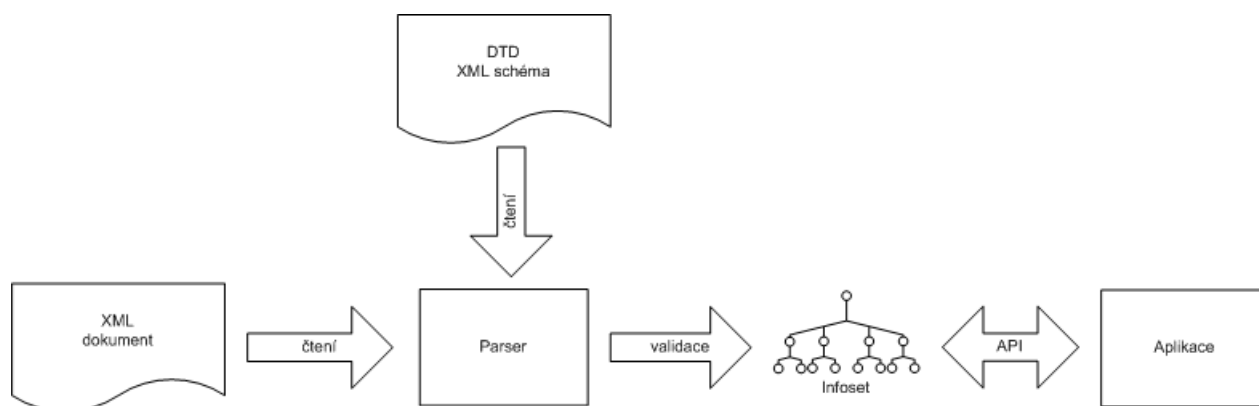 DTD
XML schéma
čtení
XML
dokument
čtení
Parser
validace
Infoset
API
Aplikace